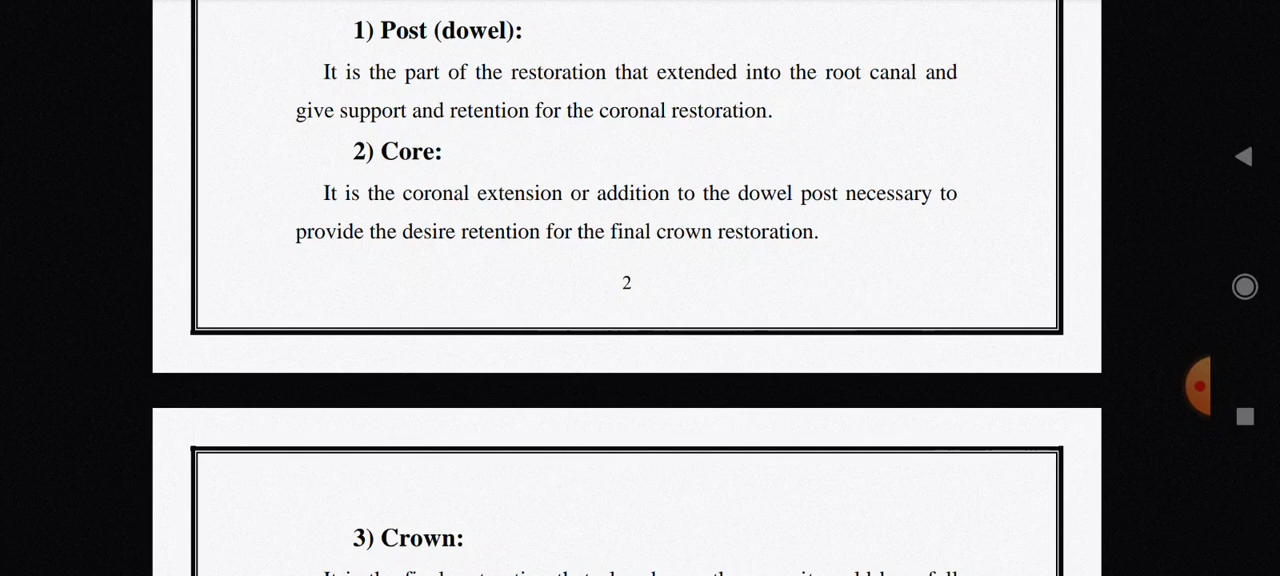 1) Post (dowel):
It is the part of the restoration that extended into the root canal and
give support and retention for the coronal restoration.
2) Core:
It is the coronal extension or addition to the dowel post necessary to
provide the desire retention for the final crown restoration.
2
3) Crown: